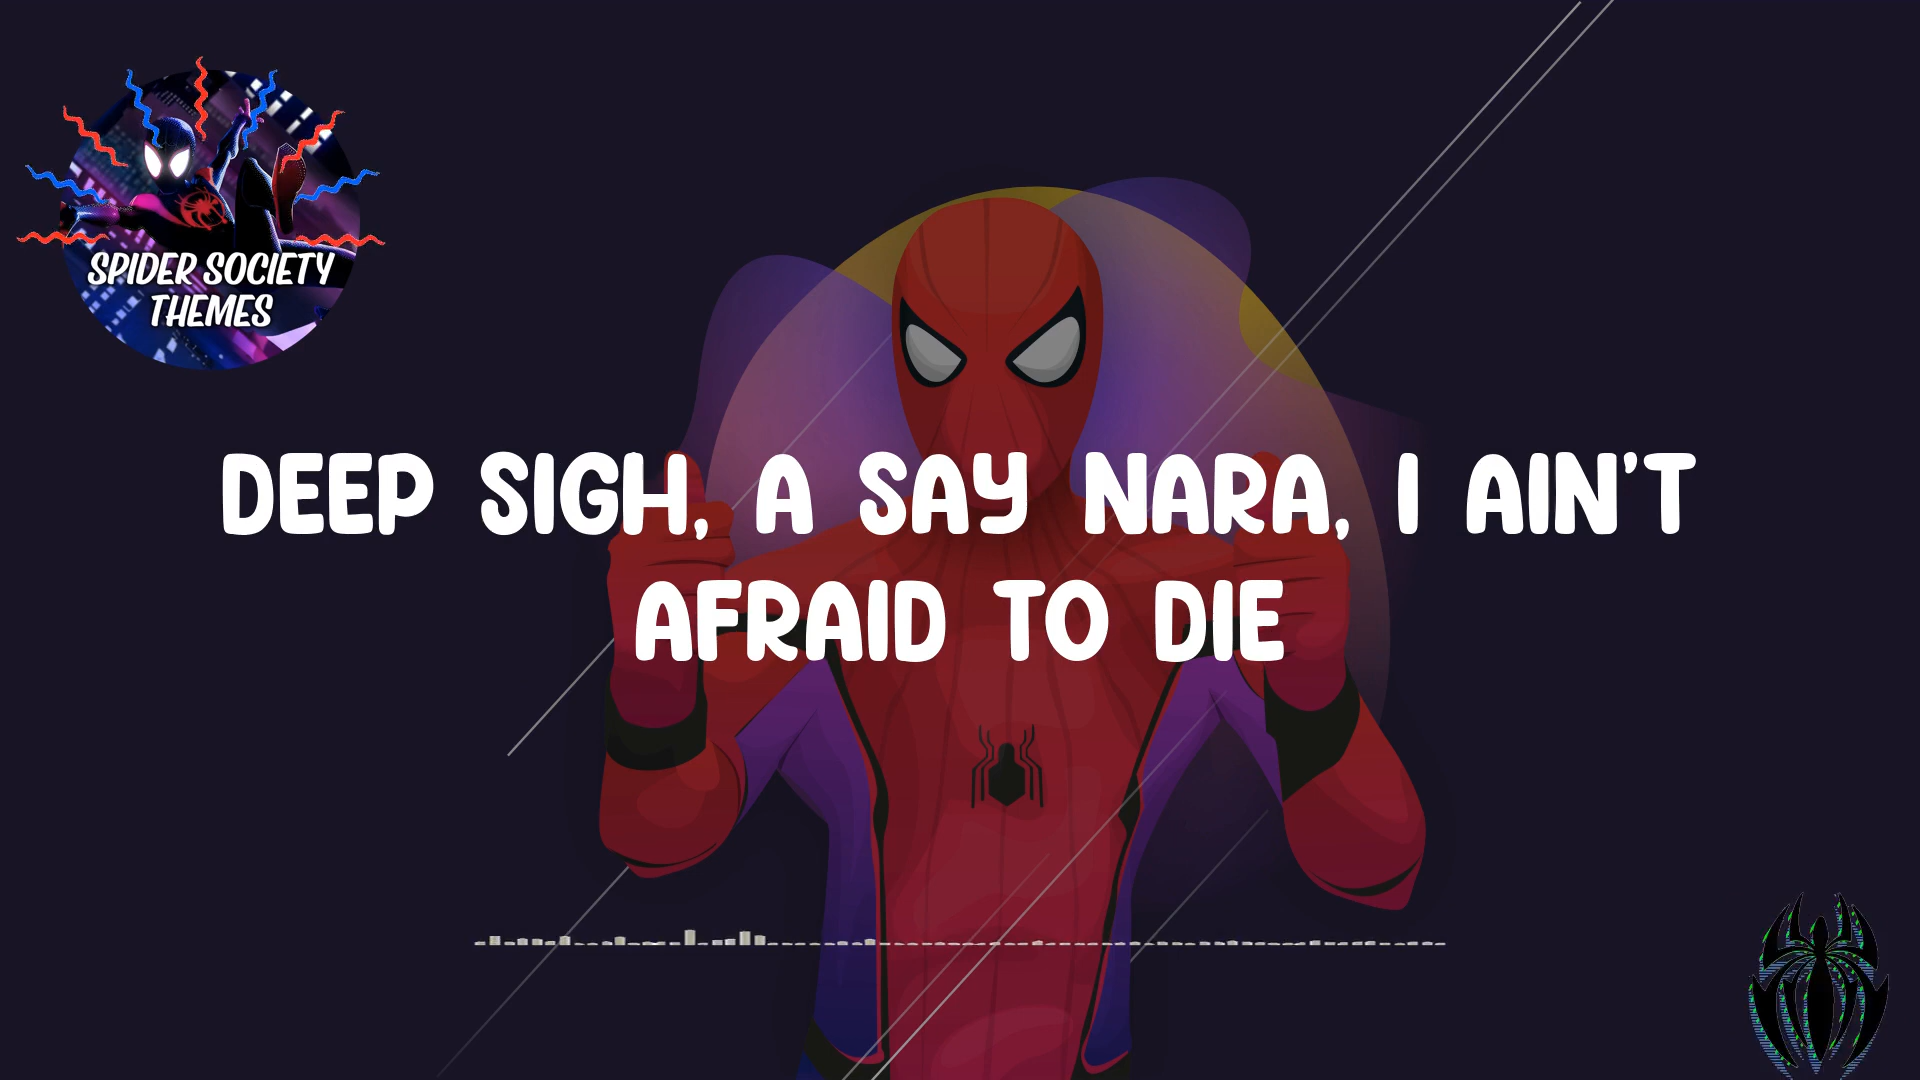 SPIDER SOCIETY
THEMES
DEEP SIGH, A SAY NARA, I AIN'T
AFRAID TO DIE